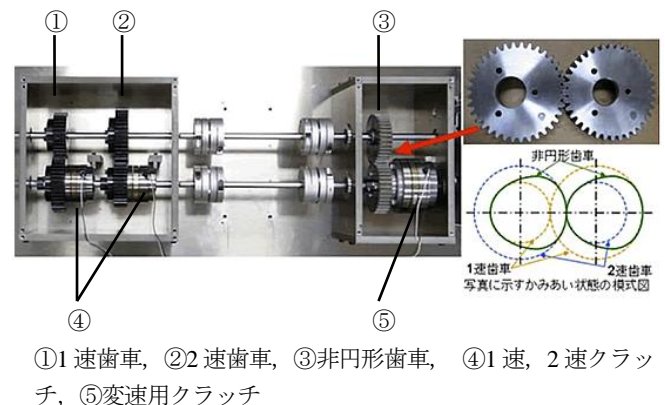 ① ② ③
非円形歯車
1速歯車 2速歯車
写真に示すかみあい状態の模式図
④ ⑤
①1 速歯車，②2 速歯車，③非円形歯車，　④1 速，2 速クラッ
チ，⑤変速用クラッチ